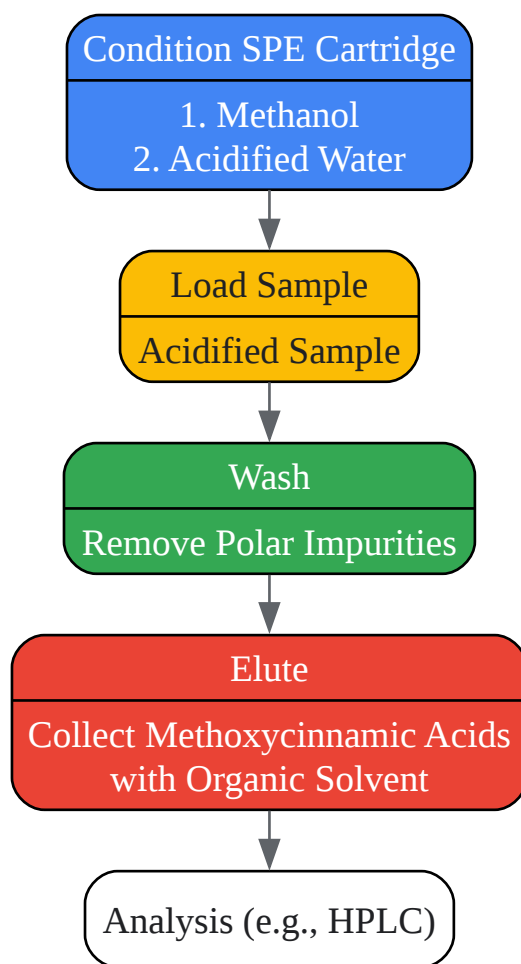 Condition SPE Cartridge
1. Methanol
2. Acidified Water
Load Sample
Acidified Sample
Wash
Remove Polar Impurities
Elute
Collect Methoxycinnamic Acids
with Organic Solvent
Analysis (e.g., HPLC)